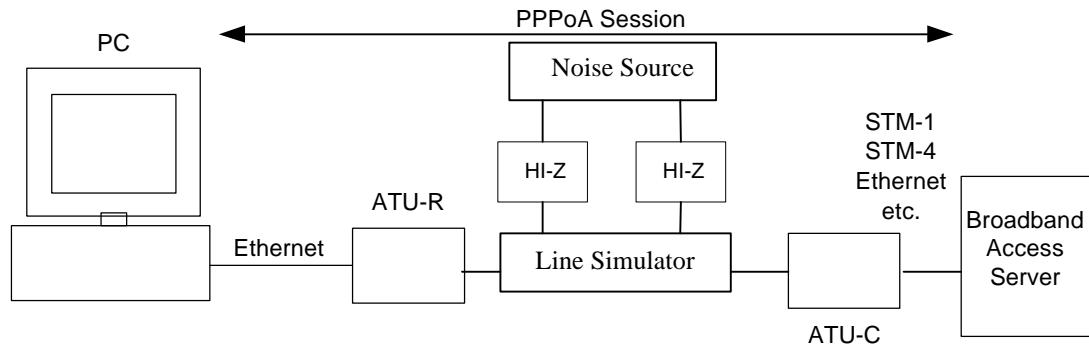 PPPoA Session
PC
Noise Source
STM-1
STM-4
Ethernet
etc.
HI-Z
HI-Z
ATU-R
Broadband
Access
Server
Ethernet
Line Simulator
ATU-C